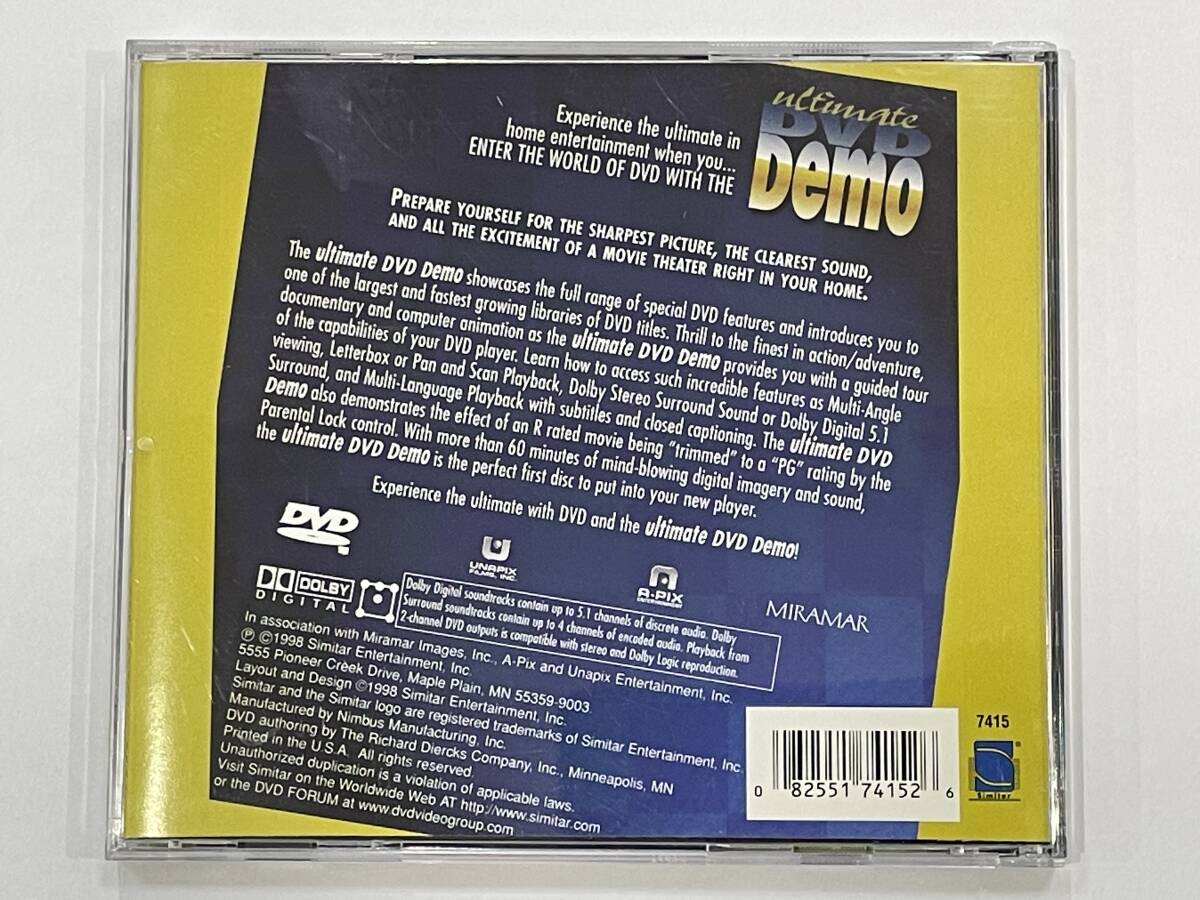 ultimate
DVD
Demo
Experience the ultimate in
home entertainment when you...
ENTER THE WORLD OF DVD WITH THE
PREPARE YOURSELF FOR THE SHARPEST PICTURE, THE CLEAREST SOUND,
AND ALL THE EXCITEMENT OF A MOVIE THEATER RIGHT IN YOUR HOME.
The ultimate DVD Demo showcases the full range of special DVD features and introduces you to
one of the largest and fastest growing libraries of DVD titles. Thrill to the finest in action/adventure,
documentary and computer animation as the ultimate DVD Demo provides you with a guided tour
of the capabilities of your DVD player. Learn how to access such incredible features as Multi-Angle
viewing, Letterbox or Pan and Scan Playback, Dolby Stereo Surround Sound or Dolby Digital 5.1
Surround, and Multi-Language Playback with subtitles and closed captioning. The ultimate DVD
Demo also demonstrates the effect of an R rated movie being "trimmed" to a "PG" rating by the
Parental Lock control. With more than 60 minutes of mind-blowing digital imagery and sound,
the ultimate DVD Demo is the perfect first disc to put into your new player.
Experience the ultimate with DVD and the ultimate DVD Demo!
DVD
UNAPIX
FILMS, INC.
A-PIX
ENTERTAINMENT
MIRAMAR
DOLBY
DIGITAL
Dolby Digital soundtracks contain up to 5.1 channels of discrete audio. Dolby
Surround soundtracks contain up to 4 channels of encoded audio. Playback from
2-channel DVD outputs is compatible with stereo and Dolby Logic reproduction.
In association with Miramar Images, Inc., A-Pix and Unapix Entertainment, Inc.
℗ ©1998 Simitar Entertainment, Inc.
5555 Pioneer Creek Drive, Maple Plain, MN 55359-9003
Layout and Design ©1998 Simitar Entertainment, Inc.
Simitar and the Simitar logo are registered trademarks of Simitar Entertainment, Inc.
Manufactured by Nimbus Manufacturing, Inc.
DVD authoring by The Richard Diercks Company, Inc., Minneapolis, MN
Printed in the U.S.A. All rights reserved.
Unauthorized duplication is a violation of applicable laws.
Visit Simitar on the Worldwide Web AT http://www.simitar.com
or the DVD FORUM at www.dvdvideogroup.com
0 82551 74152 6
7415
Simitar